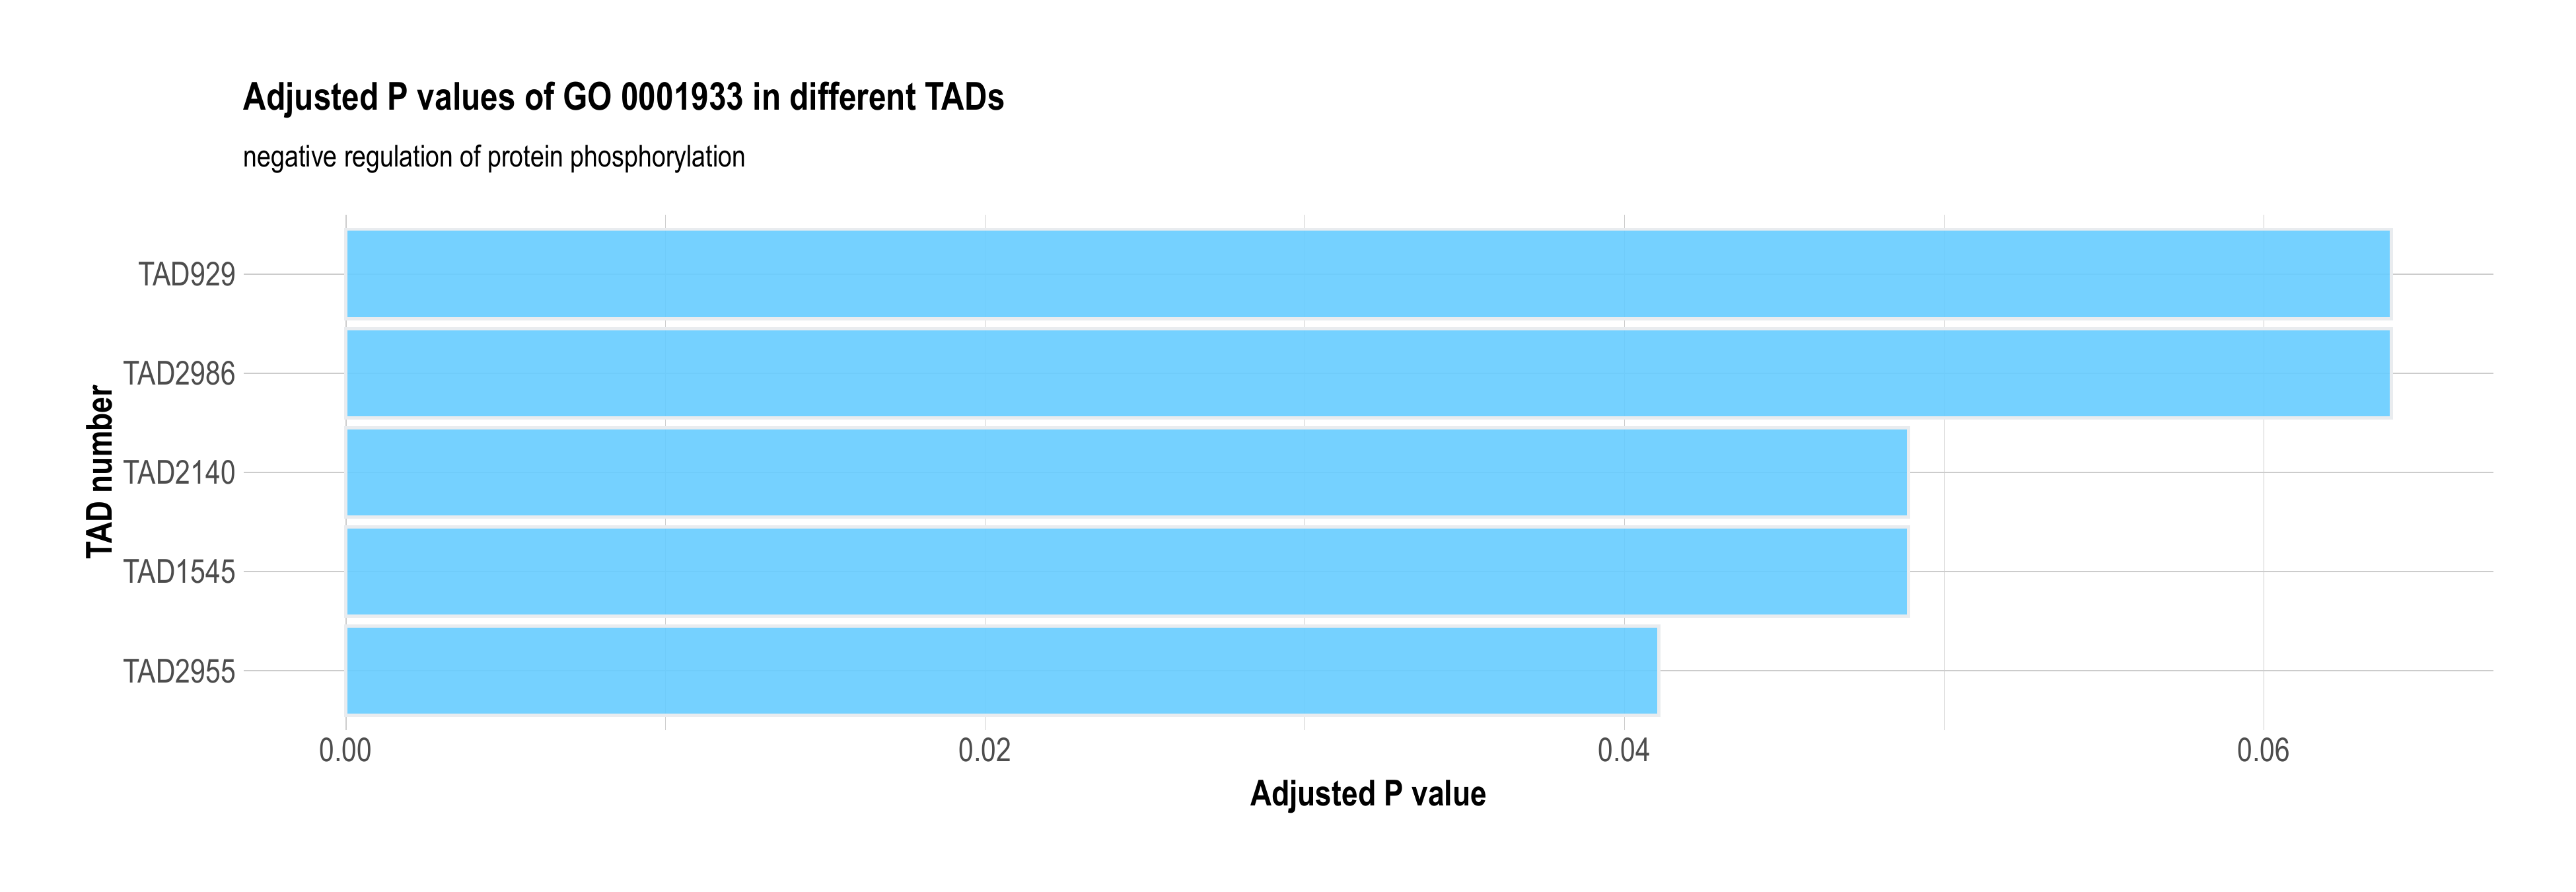 Adjusted P values of GO 0001933 in different TADs
negative regulation of protein phosphorylation
TAD number
TAD929
TAD2986
TAD2140
TAD1545
TAD2955
0.00 0.02 0.04 0.06
Adjusted P value